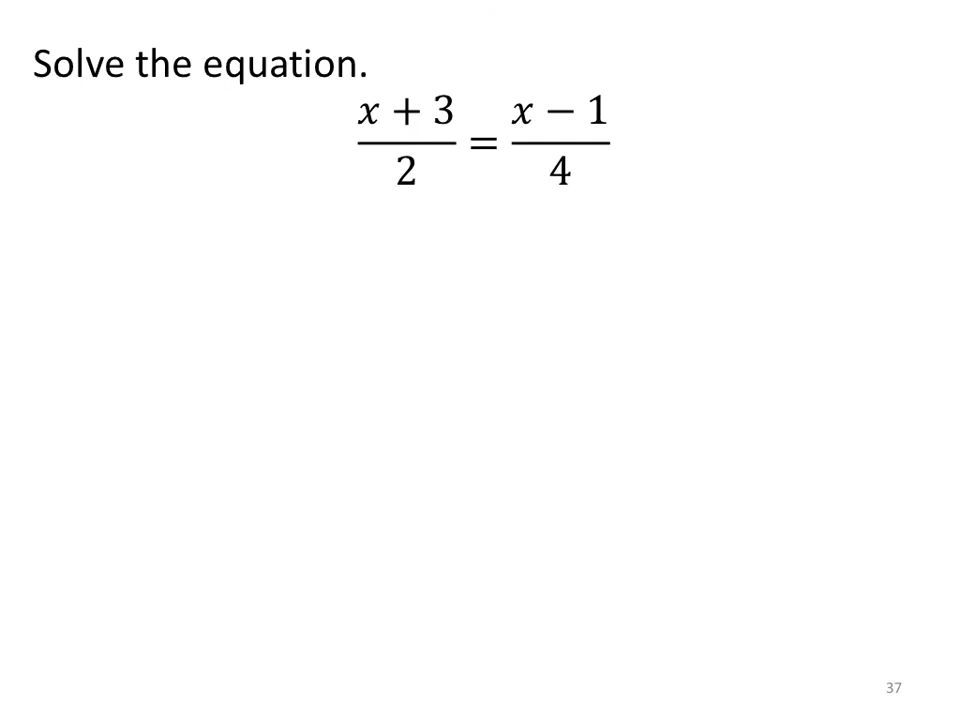 Solve the equation.
x + 3 / 2 = x − 1 / 4
37